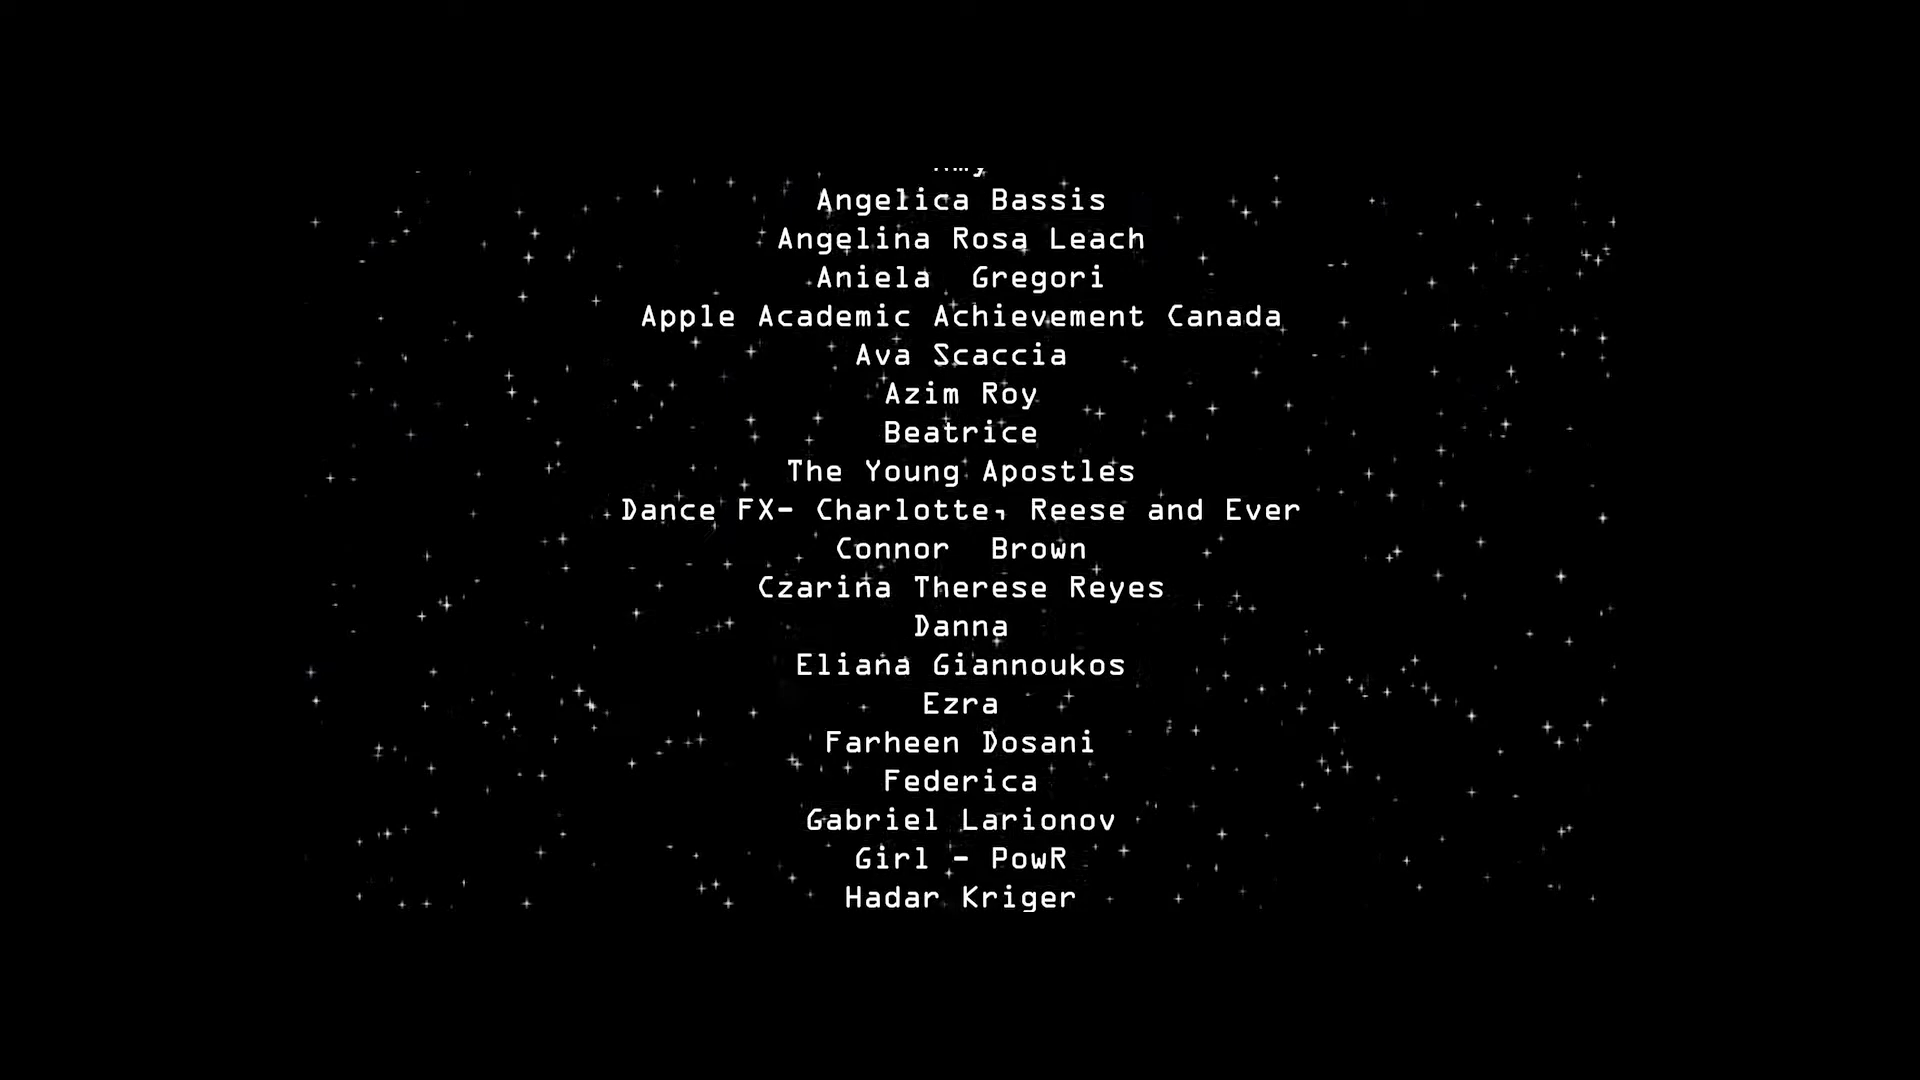 Angelica Bassis
Angelina Rosa Leach
Aniela  Gregori
Apple Academic Achievement Canada
Ava Scaccia
Azim Roy
Beatrice
The Young Apostles
Dance FX- Charlotte, Reese and Ever
Connor  Brown
Czarina Therese Reyes
Danna
Eliana Giannoukos
Ezra
Farheen Dosani
Federica
Gabriel Larionov
Girl - PowR
Hadar Kriger